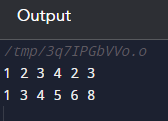 Output
/tmp/3q7IPGbVVo.o
1 2 3 4 2 3
1 3 4 5 6 8